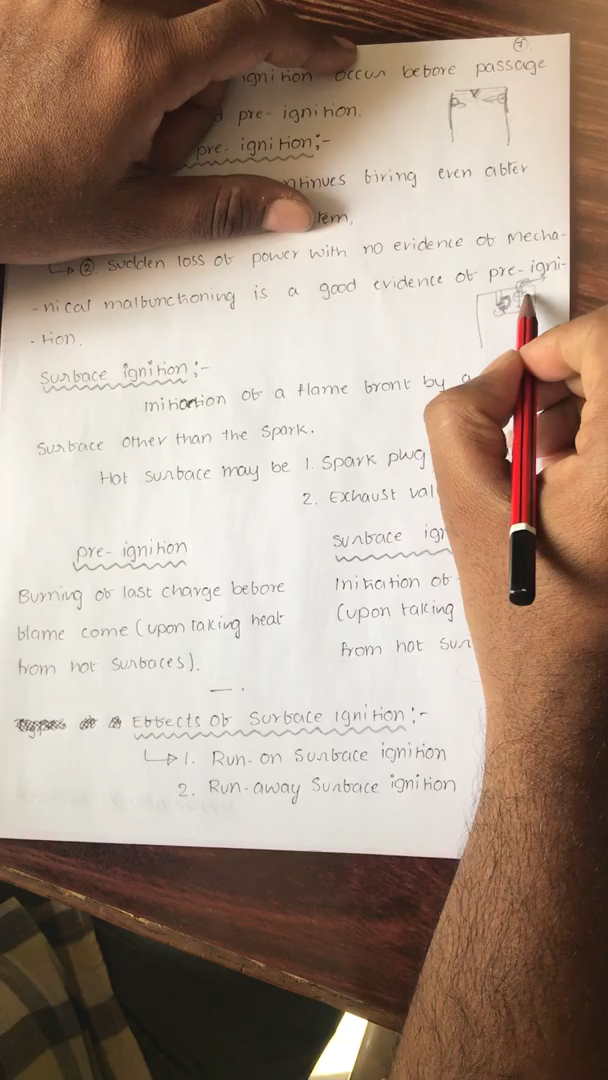 7
ignition occur before passage
pre-ignition.
pre-ignition:-
continues firing even after
tem,
↳ ②. Sudden loss of power with no evidence of mecha-
-nical malfunctioning is a good evidence of pre-igni-
-tion.
Surface ignition:-
initiation of a flame front by a
Surface other than the spark.
Hot surface may be 1. Spark plug
2. Exhaust val
pre-ignition
Burning of last charge before
flame come (upon taking heat
from hot surfaces).
surface ign
Initiation of
(upon taking
from hot sur
Effects of Surface Ignition:-
↳ 1. Run-on Surface ignition
2. Run-away Surface ignition